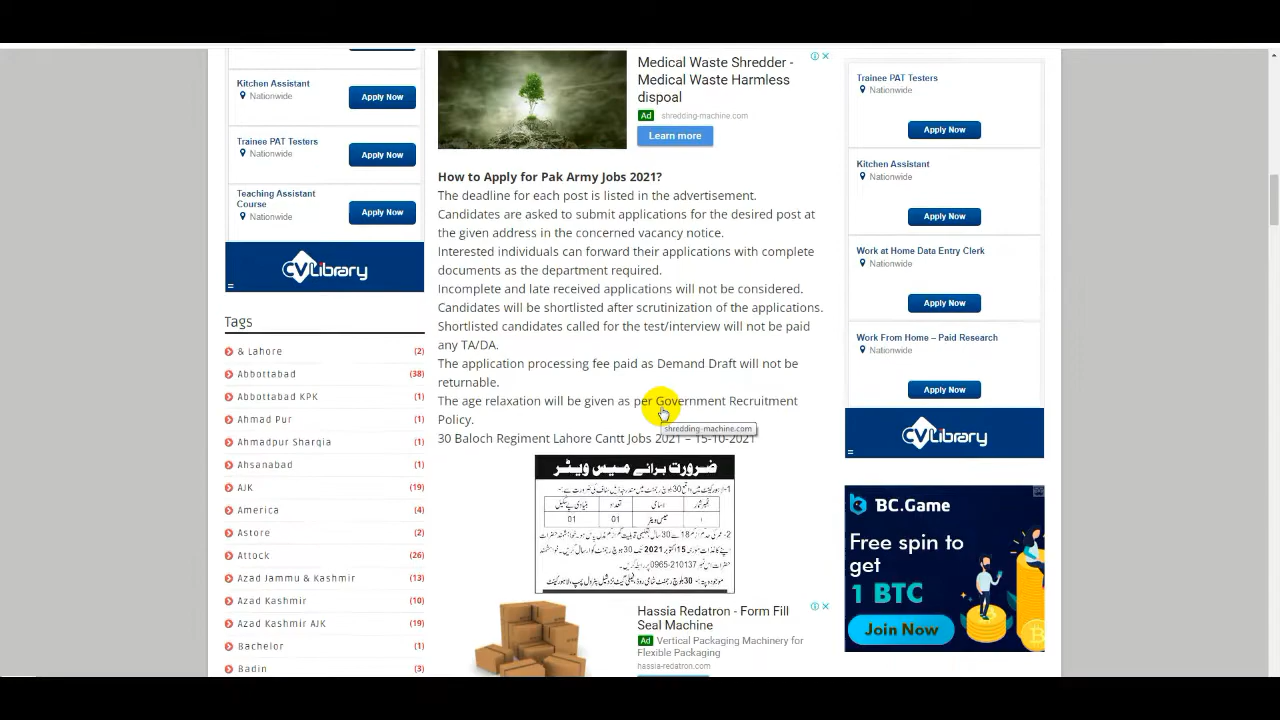 Kitchen Assistant
Nationwide
Apply Now
Trainee PAT Testers
Nationwide
Apply Now
Teaching Assistant
Course
Nationwide
Apply Now
CVLibrary
Tags
& Lahore (2)
Abbottabad (38)
Abbottabad KPK (1)
Ahmad Pur (1)
Ahmadpur Sharqia (1)
Ahsanabad (1)
AJK (19)
America (4)
Astore (2)
Attock (26)
Azad Jammu & Kashmir (13)
Azad Kashmir (10)
Azad Kashmir AJK (19)
Bachelor (1)
Badin (3)
Medical Waste Shredder -
Medical Waste Harmless
dispoal
Ad shredding-machine.com
Learn more
How to Apply for Pak Army Jobs 2021?
The deadline for each post is listed in the advertisement.
Candidates are asked to submit applications for the desired post at
the given address in the concerned vacancy notice.
Interested individuals can forward their applications with complete
documents as the department required.
Incomplete and late received applications will not be considered.
Candidates will be shortlisted after scrutinization of the applications.
Shortlisted candidates called for the test/interview will not be paid
any TA/DA.
The application processing fee paid as Demand Draft will not be
returnable.
The age relaxation will be given as per Government Recruitment
Policy.
shredding-machine.com
30 Baloch Regiment Lahore Cantt Jobs 2021 – 15-10-2021
ضرورت برائے میس ویٹر
نمبر شمار اسامی تعداد بنیادی پے سکیل
۱ میس ویٹر 01 01
0965-210137
Hassia Redatron - Form Fill
Seal Machine
Ad Vertical Packaging Machinery for
Flexible Packaging
hassia-redatron.com
Trainee PAT Testers
Nationwide
Apply Now
Kitchen Assistant
Nationwide
Apply Now
Work at Home Data Entry Clerk
Nationwide
Apply Now
Work From Home – Paid Research
Nationwide
Apply Now
CVLibrary
BC.Game
Free spin to
get
1 BTC
Join Now